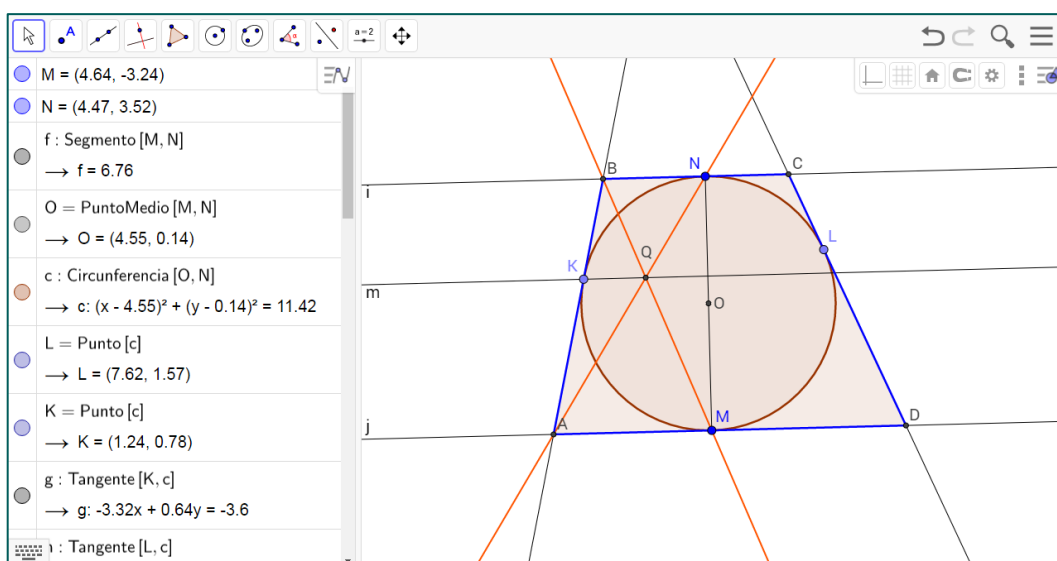 A
α
a=2
M = (4.64, -3.24)
N = (4.47, 3.52)
f : Segmento [M, N]
→ f = 6.76
O = PuntoMedio [M, N]
→ O = (4.55, 0.14)
c : Circunferencia [O, N]
→ c: (x - 4.55)² + (y - 0.14)² = 11.42
L = Punto [c]
→ L = (7.62, 1.57)
K = Punto [c]
→ K = (1.24, 0.78)
g : Tangente [K, c]
→ g: -3.32x + 0.64y = -3.6
: Tangente [L, c]
B
N
C
i
L
Q
K
m
O
M
D
j
A